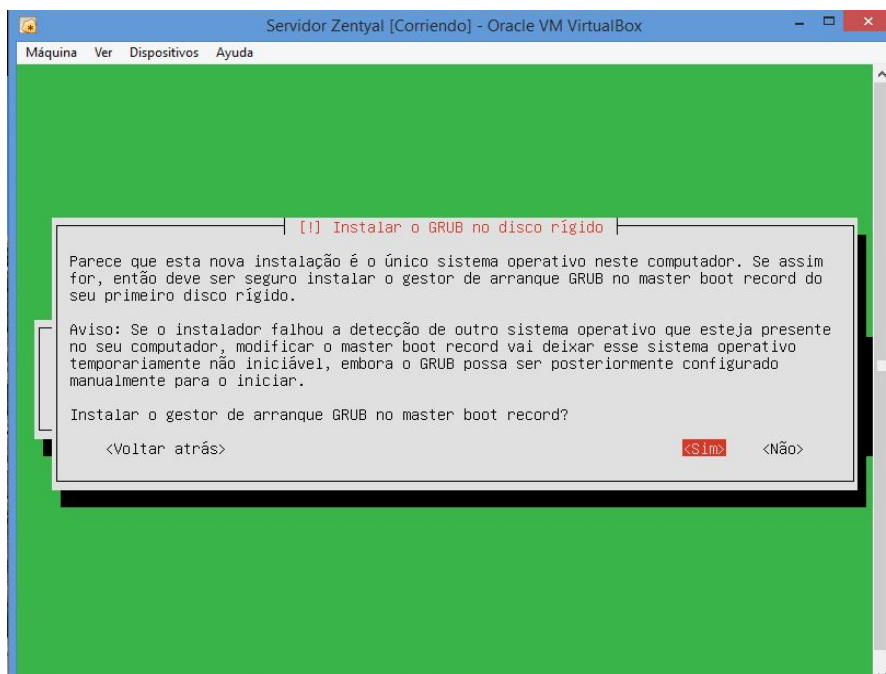 Servidor Zentyal [Corriendo] - Oracle VM VirtualBox
Máquina Ver Dispositivos Ayuda
[!] Instalar o GRUB no disco rígido
Parece que esta nova instalação é o único sistema operativo neste computador. Se assim
for, então deve ser seguro instalar o gestor de arranque GRUB no master boot record do
seu primeiro disco rígido.
Aviso: Se o instalador falhou a detecção de outro sistema operativo que esteja presente
no seu computador, modificar o master boot record vai deixar esse sistema operativo
temporariamente não iniciável, embora o GRUB possa ser posteriormente configurado
manualmente para o iniciar.
Instalar o gestor de arranque GRUB no master boot record?
<Voltar atrás> <Sim> <Não>